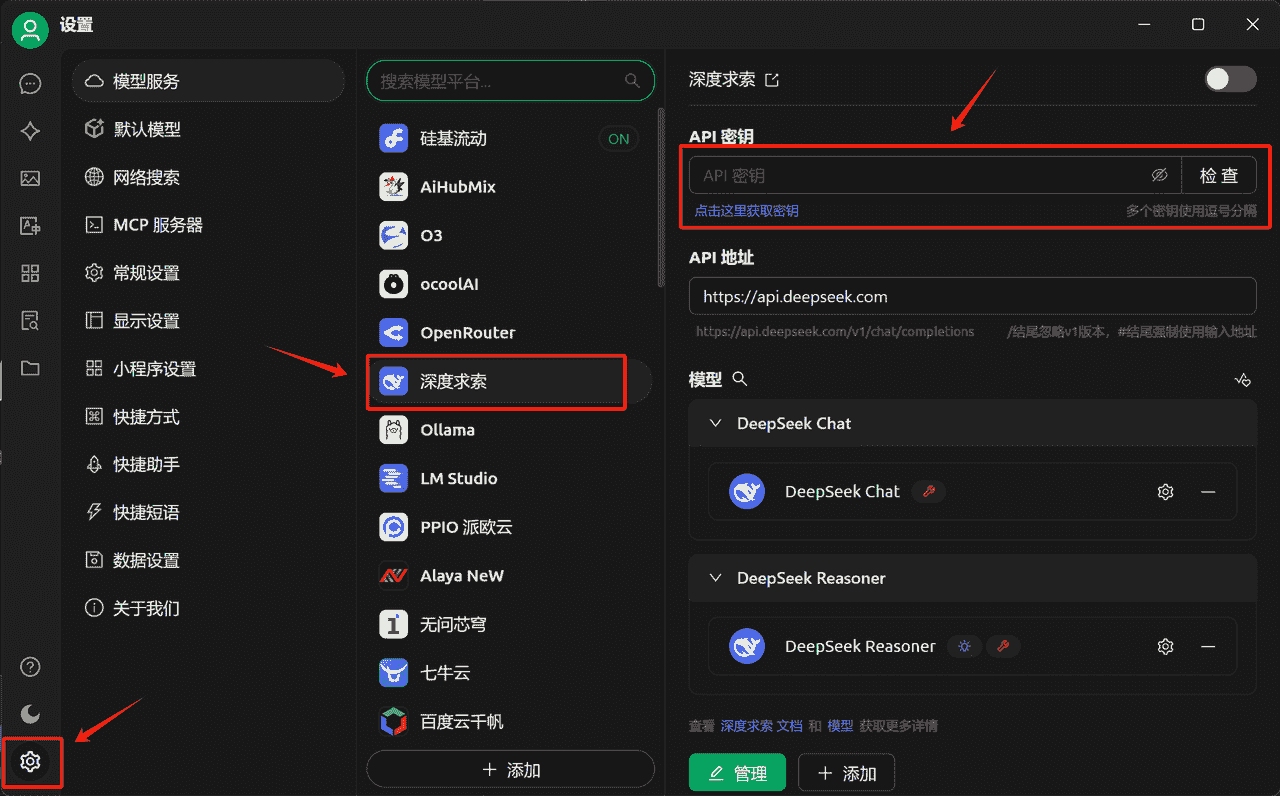 设置
模型服务
默认模型
网络搜索
MCP 服务器
常规设置
显示设置
小程序设置
快捷方式
快捷助手
快捷短语
数据设置
关于我们
搜索模型平台...
硅基流动 ON
AiHubMix
O3
ocoolAI
OpenRouter
深度求索
Ollama
LM Studio
PPIO 派欧云
Alaya NeW
无问芯穹
七牛云
百度云千帆
添加
深度求索
API 密钥
API 密钥 检查
点击这里获取密钥 多个密钥使用逗号分隔
API 地址
https://api.deepseek.com
https://api.deepseek.com/v1/chat/completions /结尾忽略v1版本，#结尾强制使用输入地址
模型
DeepSeek Chat
DeepSeek Chat
DeepSeek Reasoner
DeepSeek Reasoner
查看 深度求索 文档 和 模型 获取更多详情
管理 添加